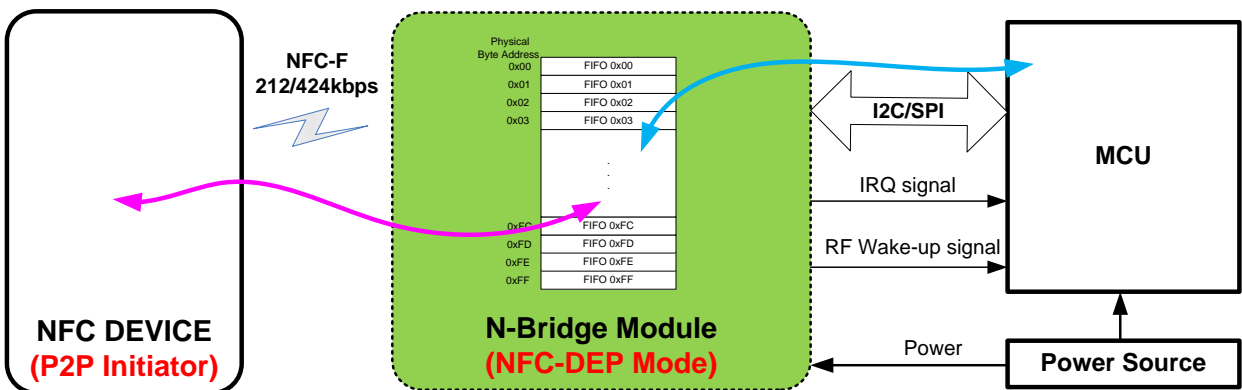 NFC-F
212/424kbps
NFC DEVICE
(P2P Initiator)
Physical
Byte Address
0x00 FIFO 0x00
0x01 FIFO 0x01
0x02 FIFO 0x02
0x03 FIFO 0x03
.
.
.
0xFC FIFO 0xFC
0xFD FIFO 0xFD
0xFE FIFO 0xFE
0xFF FIFO 0xFF
N-Bridge Module
(NFC-DEP Mode)
I2C/SPI
IRQ signal
RF Wake-up signal
Power
MCU
Power Source